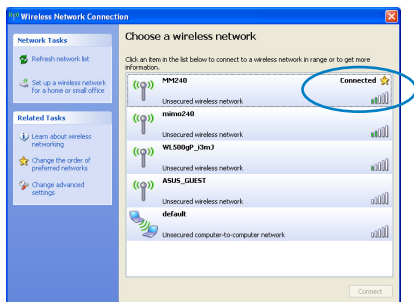 Wireless Network Connection
Network Tasks
Refresh network list
Set up a wireless network
for a home or small office
Related Tasks
Learn about wireless
networking
Change the order of
preferred networks
Change advanced
settings
Choose a wireless network
Click an item in the list below to connect to a wireless network in range or to get more
information.
MM240
Connected
Unsecured wireless network
mimo240
Unsecured wireless network
WL500gP_i3mJ
Unsecured wireless network
ASUS_GUEST
Unsecured wireless network
default
Unsecured computer-to-computer network
Connect